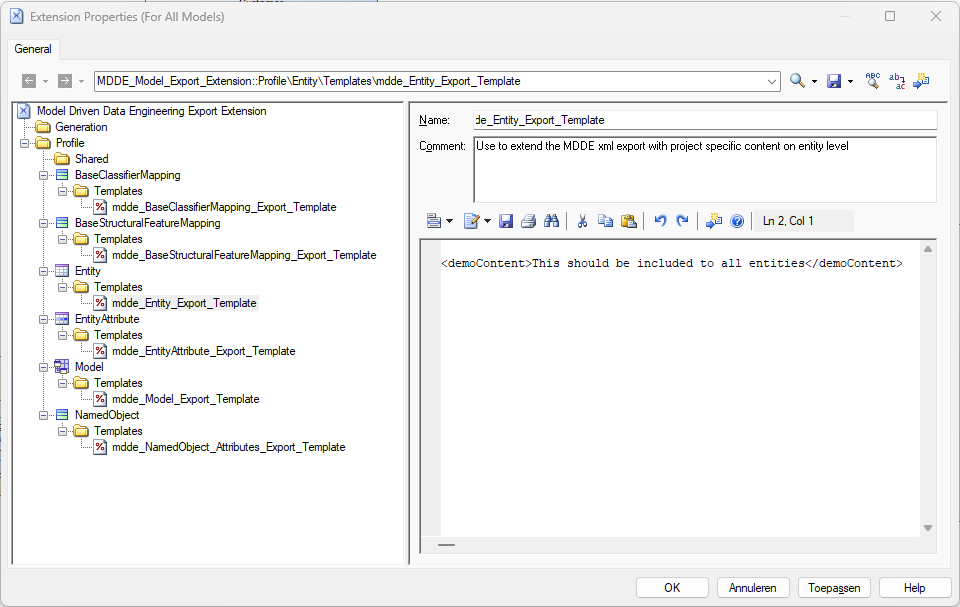 Extension Properties (For All Models)
General
MDDE_Model_Export_Extension::Profile\Entity\Templates\mdde_Entity_Export_Template
Model Driven Data Engineering Export Extension
Generation
Profile
Shared
BaseClassifierMapping
Templates
mdde_BaseClassifierMapping_Export_Template
BaseStructuralFeatureMapping
Templates
mdde_BaseStructuralFeatureMapping_Export_Template
Entity
Templates
mdde_Entity_Export_Template
EntityAttribute
Templates
mdde_EntityAttribute_Export_Template
Model
Templates
mdde_Model_Export_Template
NamedObject
Templates
mdde_NamedObject_Attributes_Export_Template
Name:
de_Entity_Export_Template
Comment:
Use to extend the MDDE xml export with project specific content on entity level
Ln 2, Col 1
<demoContent>This should be included to all entities</demoContent>
OK
Annuleren
Toepassen
Help